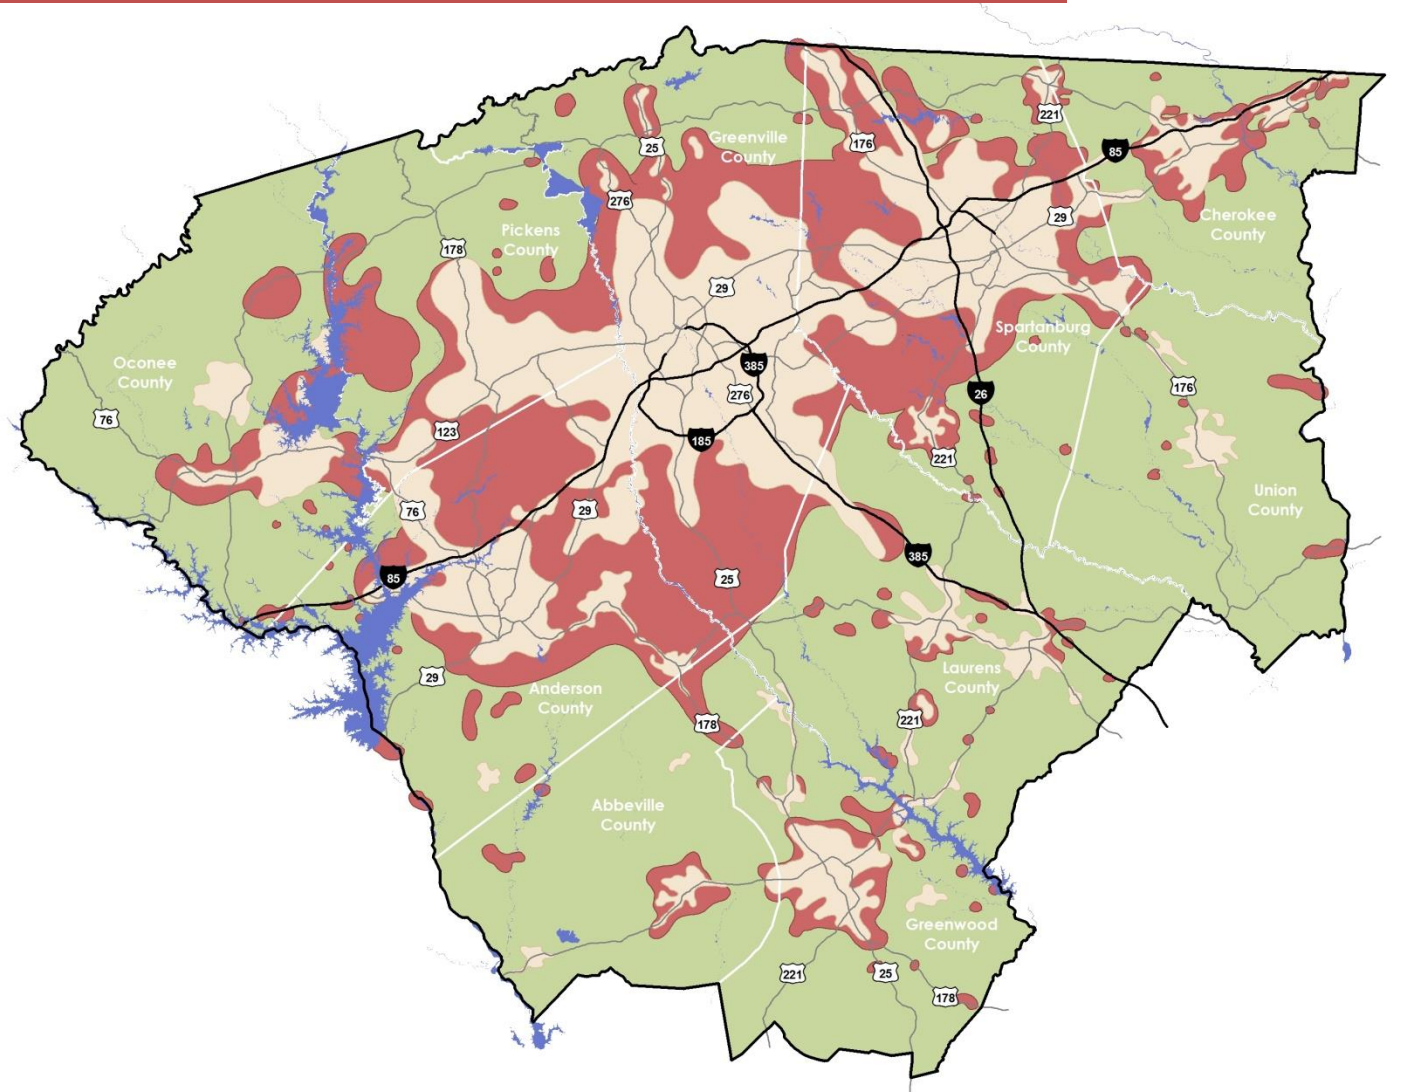 221
25
Greenville
County
176
85
276
29
Cherokee
County
Pickens
County
178
29
Spartanburg
County
Oconee
County
385
26
276
176
76
123
185
221
Union
County
76
29
385
25
85
Laurens
County
29
Anderson
County
221
178
Abbeville
County
Greenwood
County
221
25
178